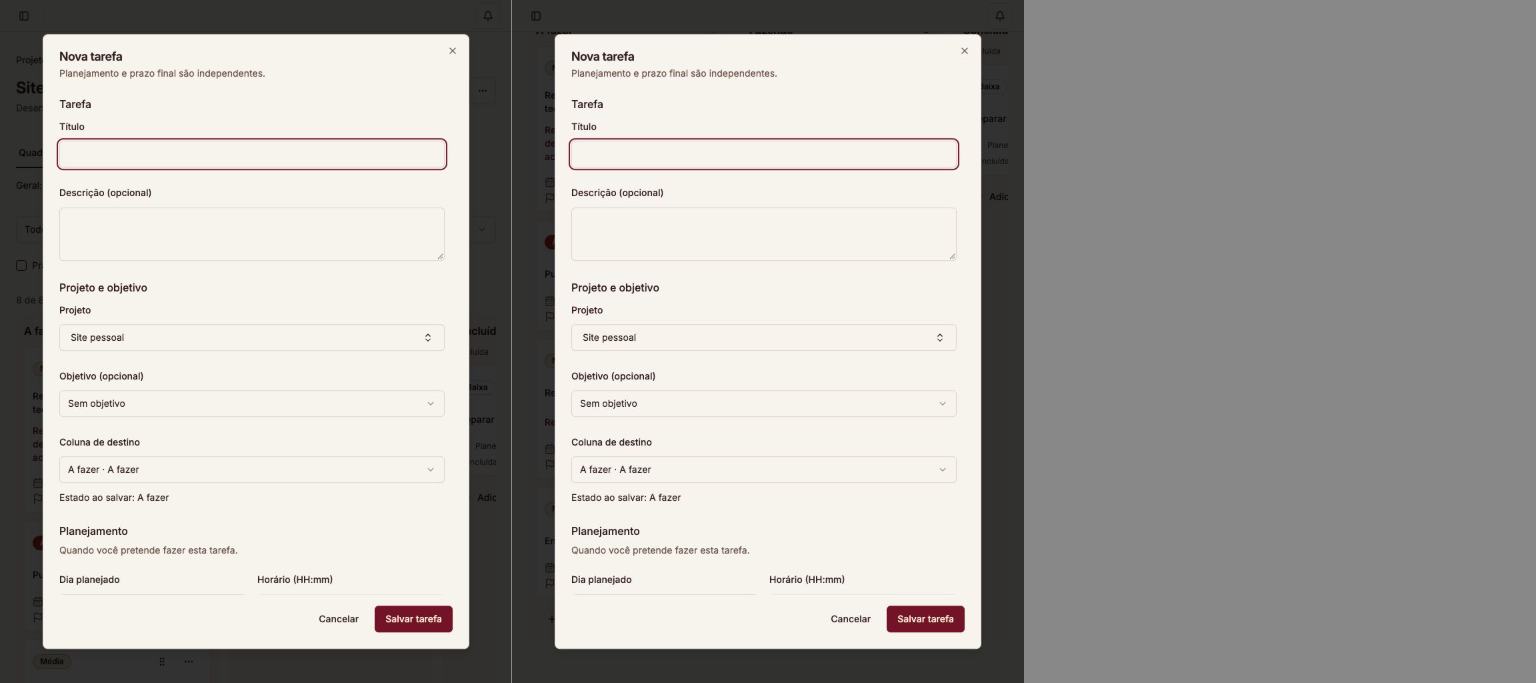 Nova tarefa
Planejamento e prazo final são independentes.
Tarefa
Título
Descrição (opcional)
Projeto e objetivo
Projeto
Site pessoal
Objetivo (opcional)
Sem objetivo
Coluna de destino
A fazer · A fazer
Estado ao salvar: A fazer
Planejamento
Quando você pretende fazer esta tarefa.
Dia planejado Horário (HH:mm)
Cancelar Salvar tarefa
Site
Geral:
Média
Nova tarefa
Planejamento e prazo final são independentes.
Tarefa
Título
Descrição (opcional)
Projeto e objetivo
Projeto
Site pessoal
Objetivo (opcional)
Sem objetivo
Coluna de destino
A fazer · A fazer
Estado ao salvar: A fazer
Planejamento
Quando você pretende fazer esta tarefa.
Dia planejado Horário (HH:mm)
Cancelar Salvar tarefa